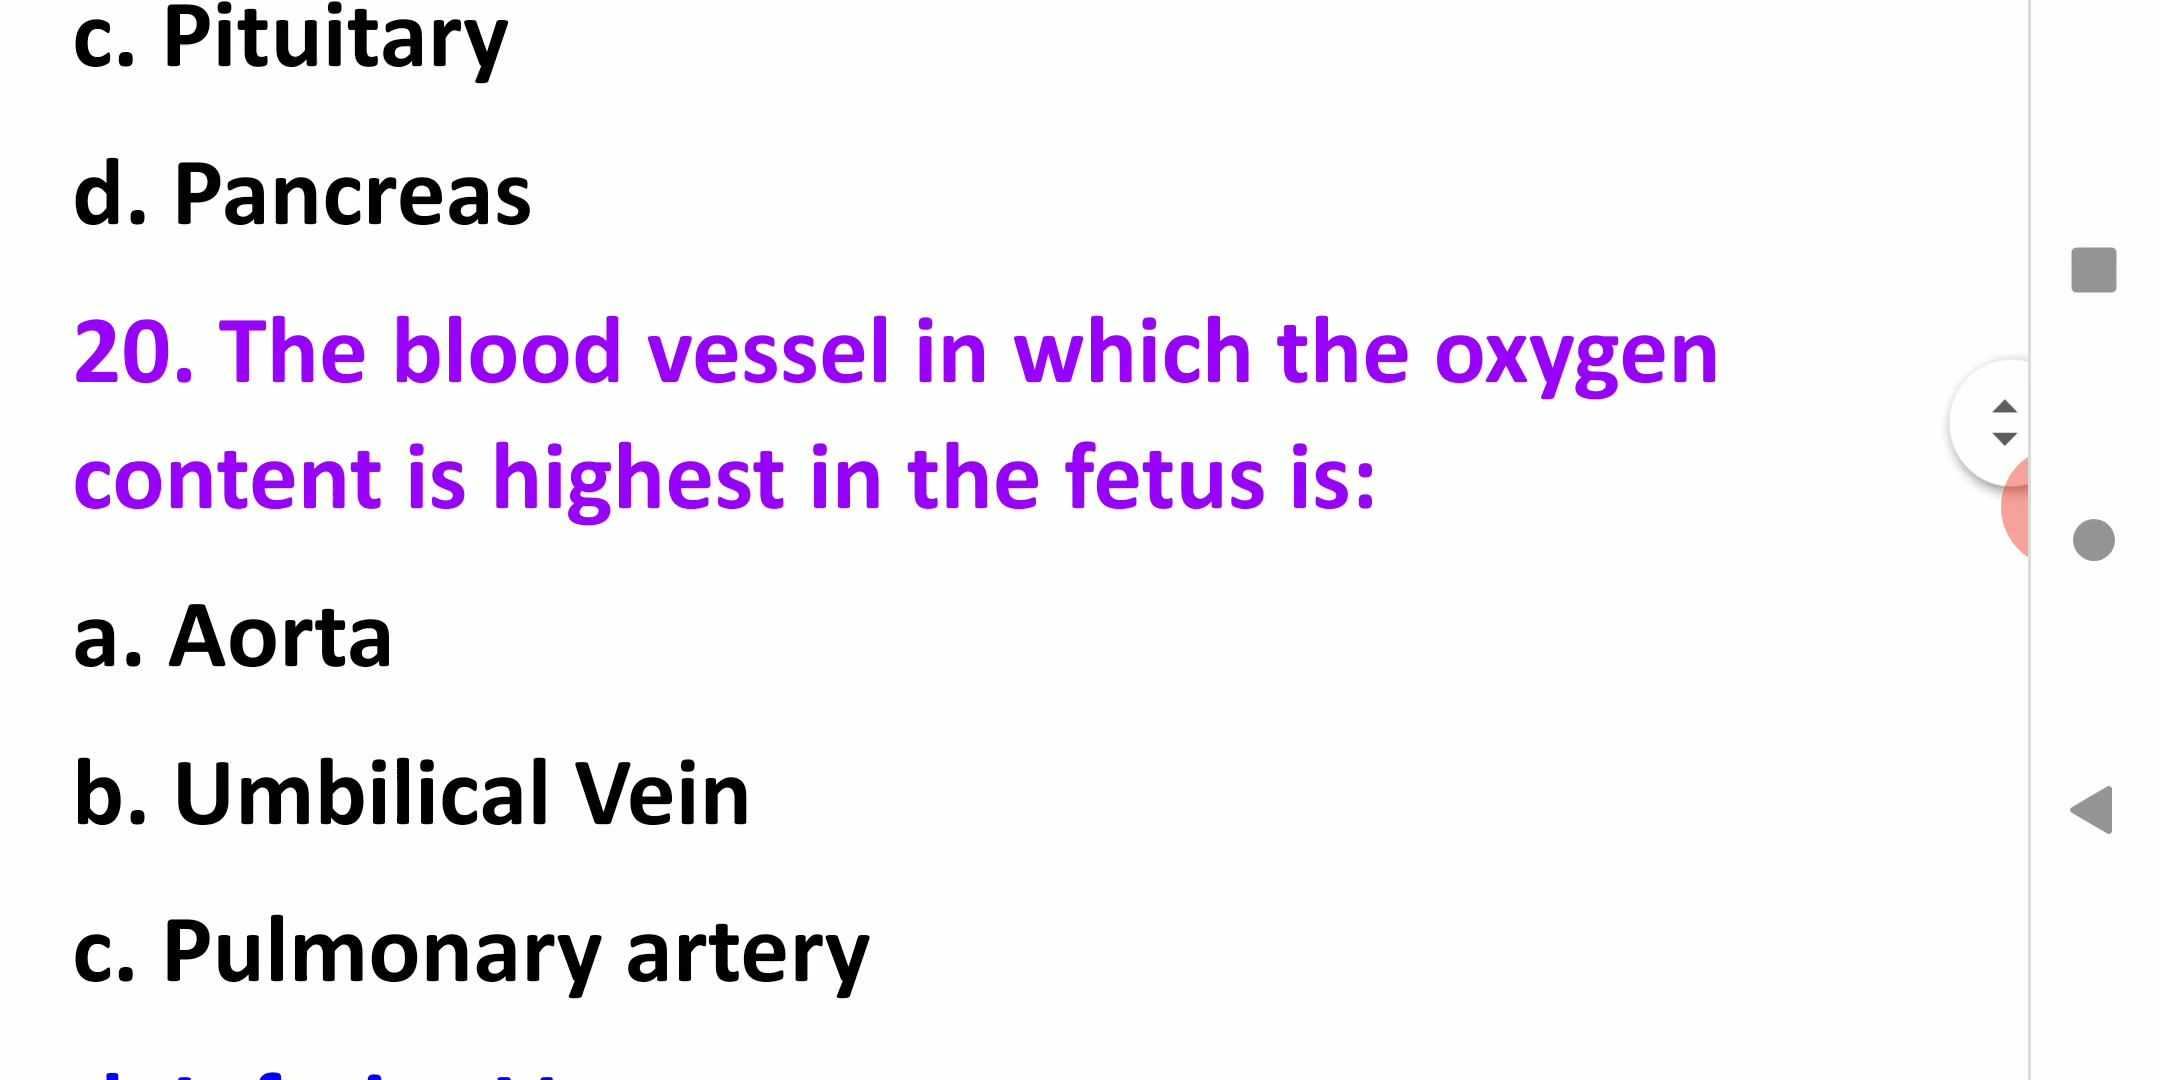 c. Pituitary
d. Pancreas
20. The blood vessel in which the oxygen
content is highest in the fetus is:
a. Aorta
b. Umbilical Vein
c. Pulmonary artery